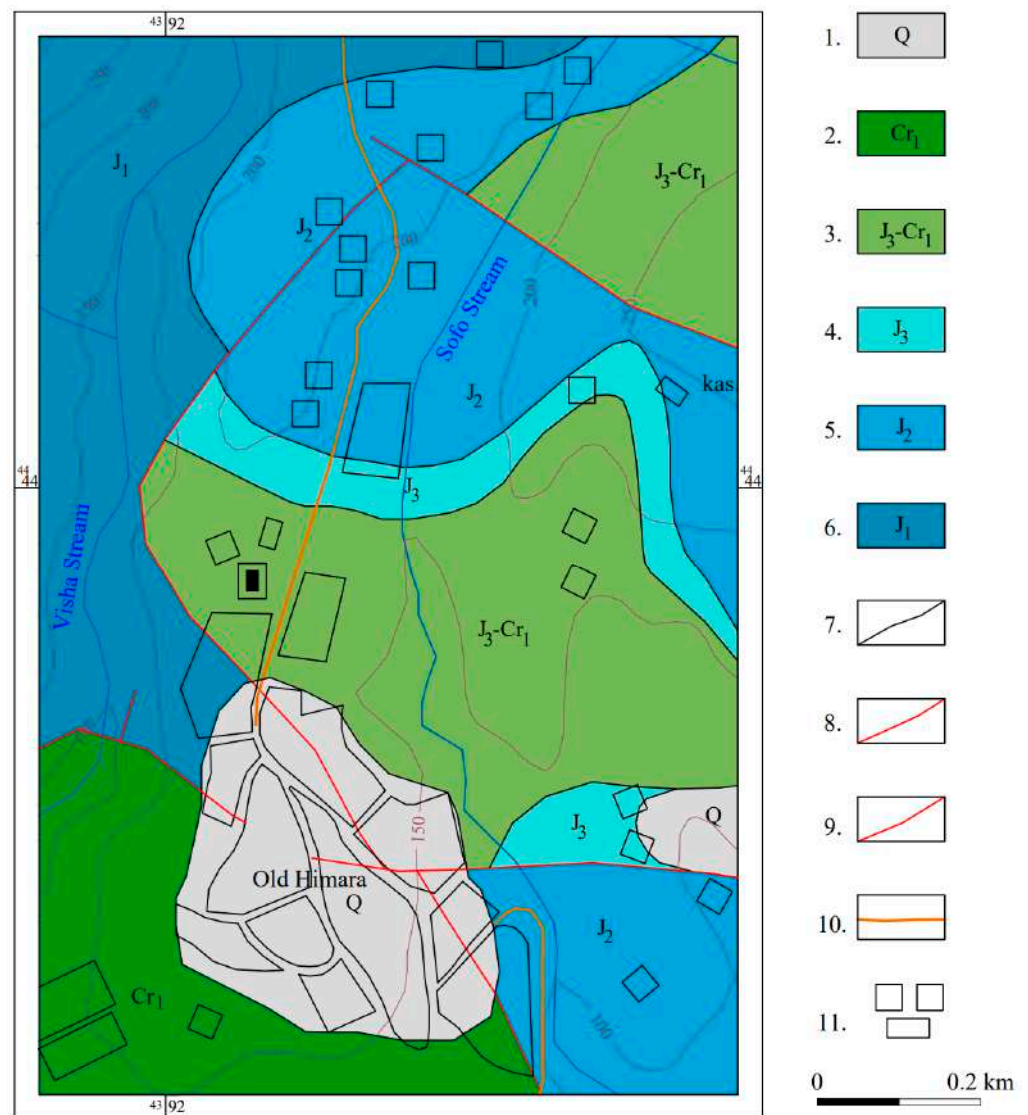 43 92
1. Q
2. Cr1
3. J3-Cr1
4. J3
5. J2
6. J1
7.
8.
9.
10.
11.
0 0.2 km
J1
200
J3-Cr1
J2
200
Sofo Stream
200
J2
kas
44 44
44 44
J3
Visha Stream
J3-Cr1
J3
Q
150
Old Himara
Q
J2
Cr1
100
43 92